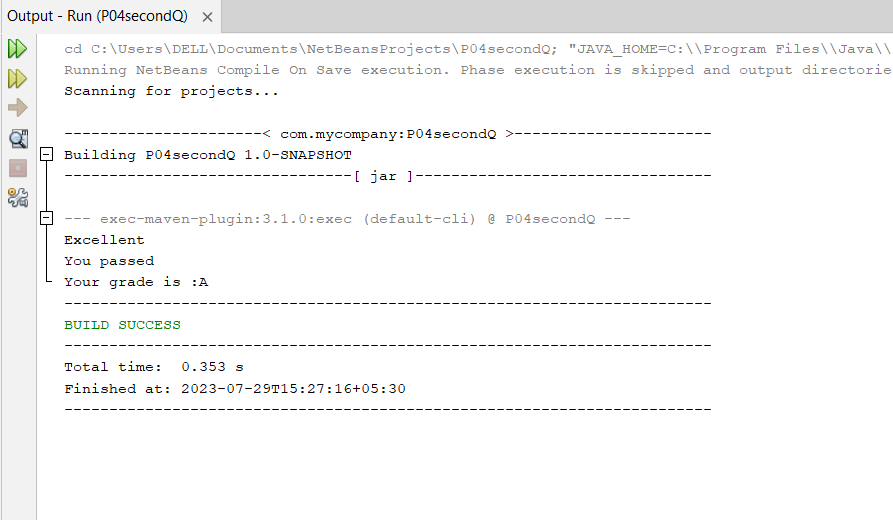 Output - Run (P04secondQ) ×
cd C:\Users\DELL\Documents\NetBeansProjects\P04secondQ; "JAVA_HOME=C:\\Program Files\\Java\\
Running NetBeans Compile On Save execution. Phase execution is skipped and output directorie
Scanning for projects...
----------------------< com.mycompany:P04secondQ >----------------------
Building P04secondQ 1.0-SNAPSHOT
--------------------------------[ jar ]---------------------------------
--- exec-maven-plugin:3.1.0:exec (default-cli) @ P04secondQ ---
Excellent
You passed
Your grade is :A
------------------------------------------------------------------------
BUILD SUCCESS
------------------------------------------------------------------------
Total time:  0.353 s
Finished at: 2023-07-29T15:27:16+05:30
------------------------------------------------------------------------